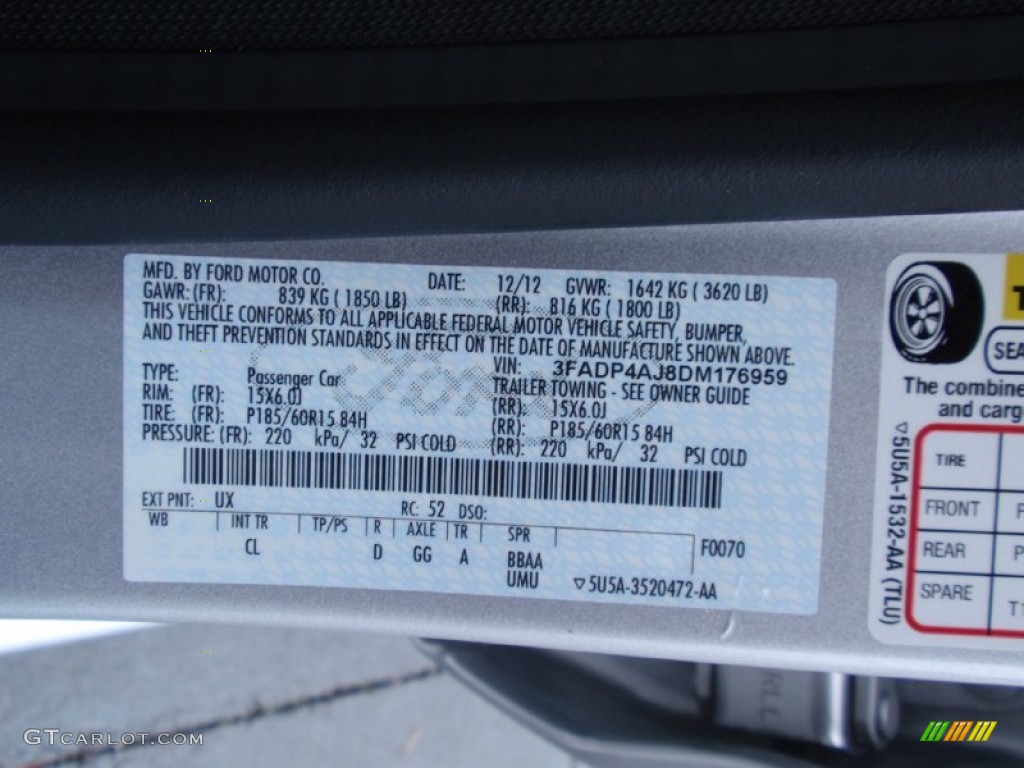 MFD. BY FORD MOTOR CO. DATE: 12/12 GVWR: 1642 KG ( 3620 LB)
GAWR: (FR): 839 KG ( 1850 LB) (RR): 816 KG ( 1800 LB)
THIS VEHICLE CONFORMS TO ALL APPLICABLE FEDERAL MOTOR VEHICLE SAFETY, BUMPER,
AND THEFT PREVENTION STANDARDS IN EFFECT ON THE DATE OF MANUFACTURE SHOWN ABOVE.
VIN: 3FADP4AJ8DM176959
TYPE: Passenger Car TRAILER TOWING - SEE OWNER GUIDE
RIM: (FR): 15X6.0J (RR): 15X6.0J
TIRE: (FR): P185/60R15 84H (RR): P185/60R15 84H
PRESSURE: (FR): 220 kPa/ 32 PSI COLD (RR): 220 kPa/ 32 PSI COLD
EXT PNT: UX RC: 52 DSO:
WB INT TR TP/PS R AXLE TR SPR
CL D GG A BBAA F0070
UMU ▽5U5A-3520472-AA
Ford
The combine
and carg
TIRE
FRONT
REAR
SPARE T1
▽5U5A-1532-AA (TLU)
SEA
GTCARLOT.COM